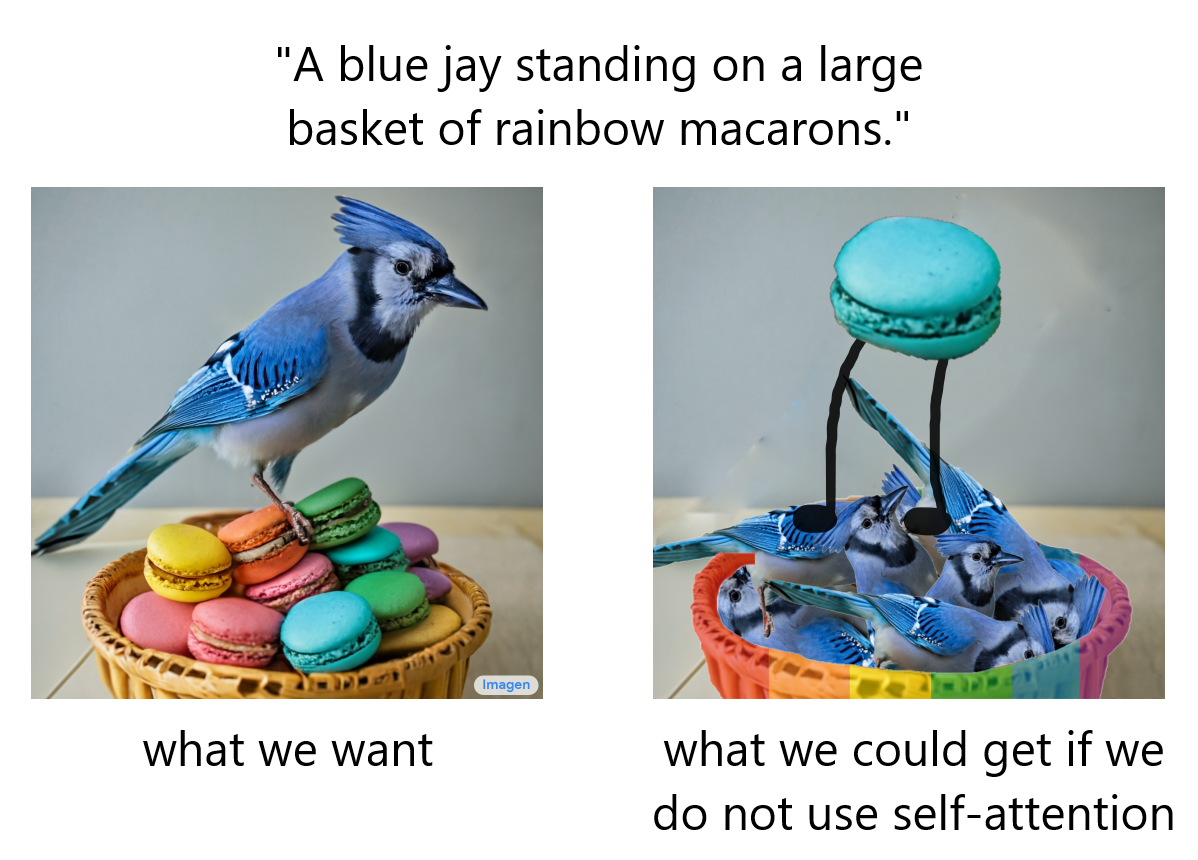 "A blue jay standing on a large
basket of rainbow macarons."
Imagen
what we want
what we could get if we
do not use self-attention